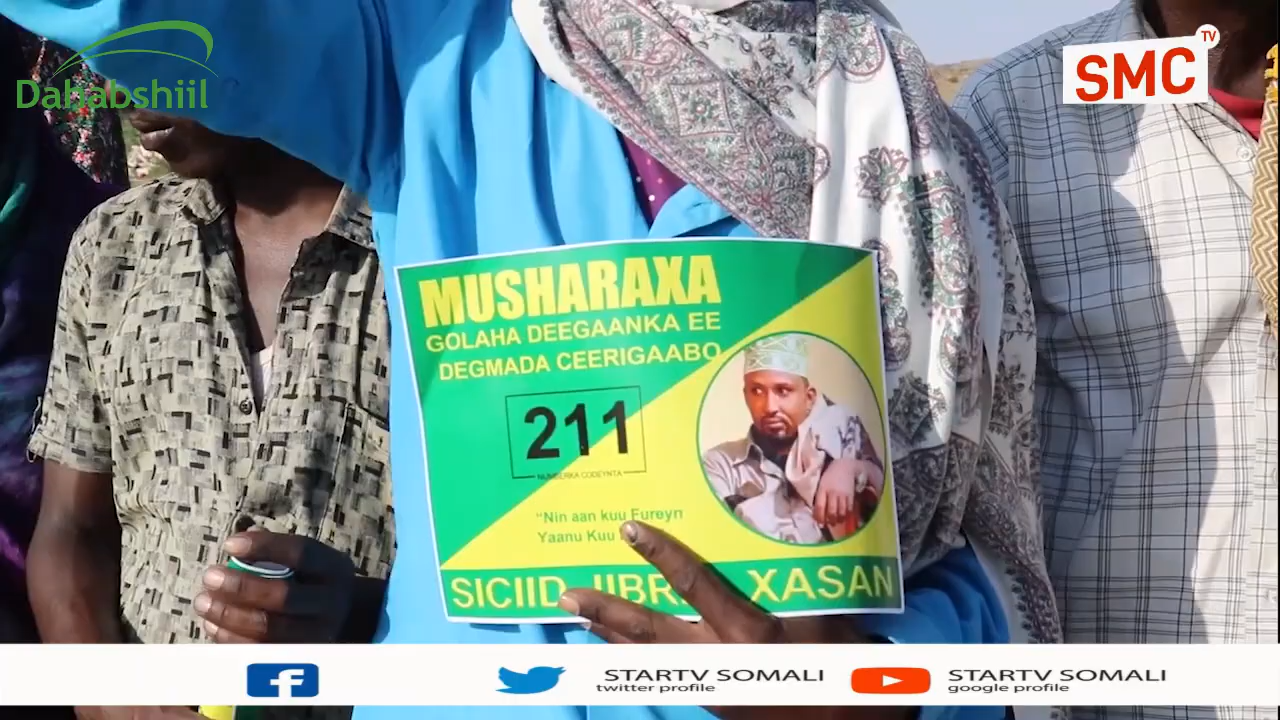 Dahabshiil
SMC TV
MUSHARAXA
GOLAHA DEEGAANKA EE
DEGMADA CEERIGAABO
211
NUMBERKA CODEYNTA
"Nin aan kuu Fureyn
Yaanu Kuu
SICIID XASAN
STARTV SOMALI
twitter profile
STARTV SOMALI
google profile